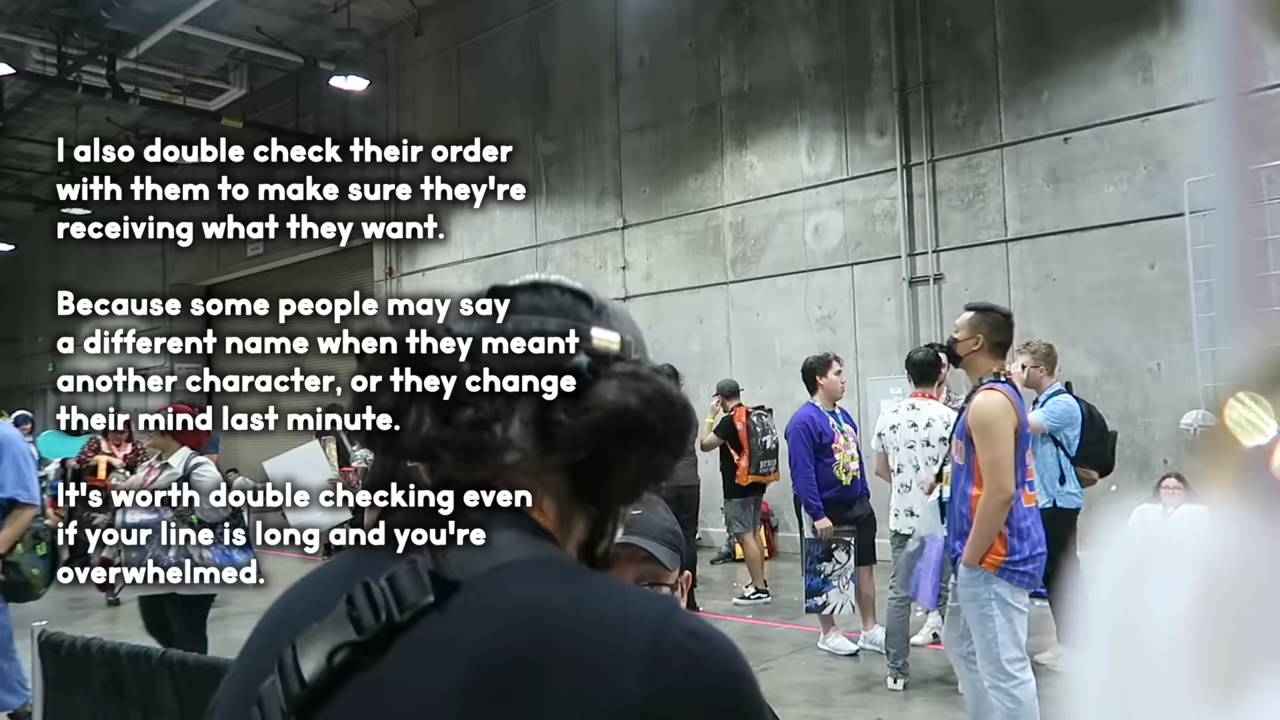 I also double check their order
with them to make sure they're
receiving what they want.
Because some people may say
a different name when they meant
another character, or they change
their mind last minute.
It's worth double checking even
if your line is long and you're
overwhelmed.